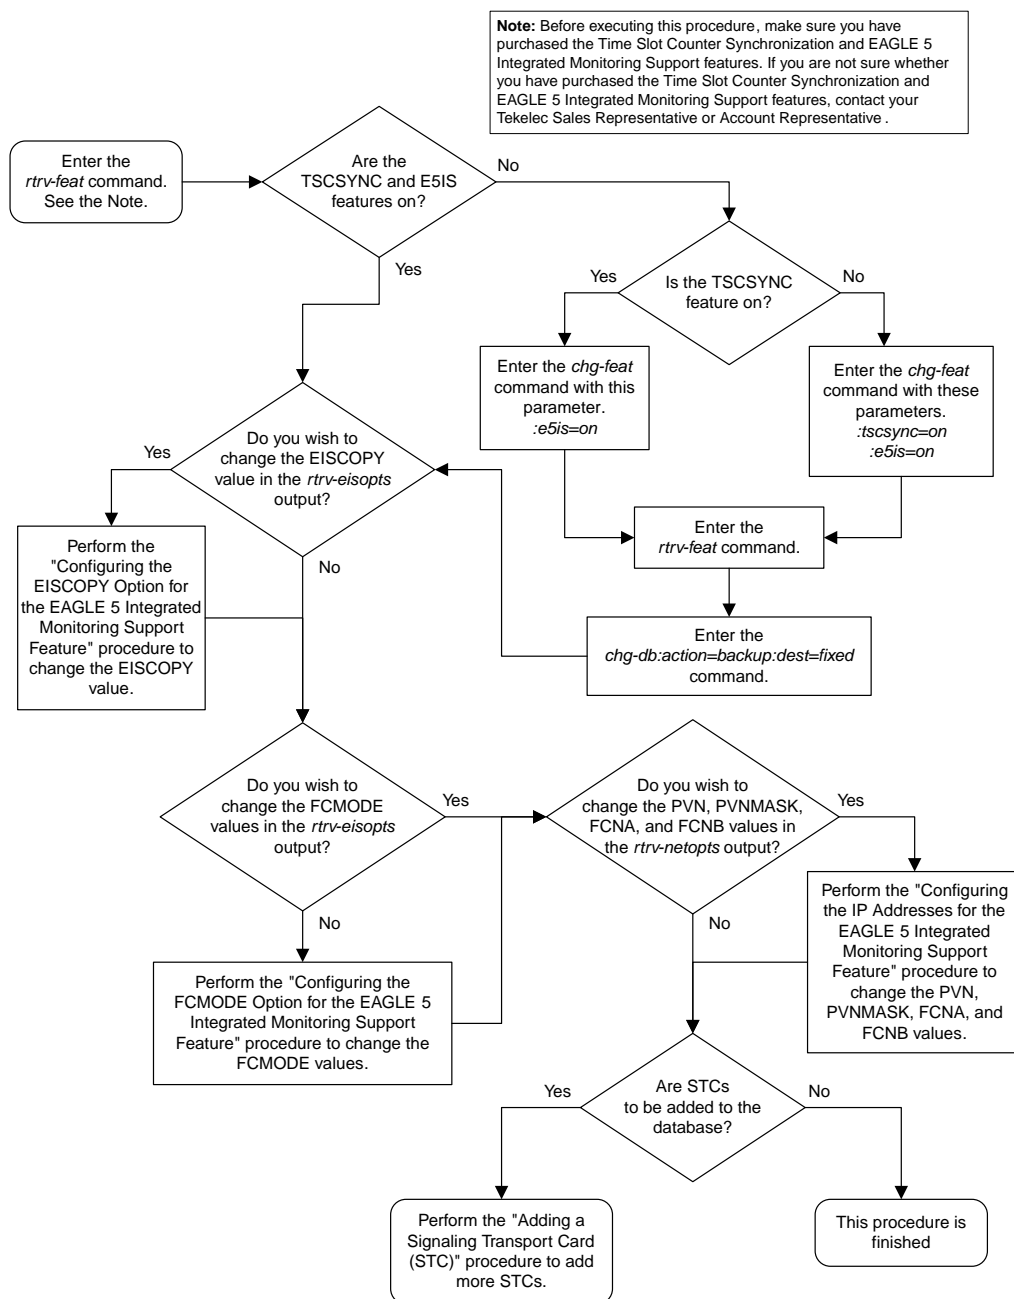 Note: Before executing this procedure, make sure you have
purchased the Time Slot Counter Synchronization and EAGLE 5
Integrated Monitoring Support features. If you are not sure whether
you have purchased the Time Slot Counter Synchronization and
EAGLE 5 Integrated Monitoring Support features, contact your
Tekelec Sales Representative or Account Representative .
Enter the
rtrv-feat command.
See the Note.
Are the
TSCSYNC and E5IS
features on?
No
Yes
Is the TSCSYNC
feature on?
Yes
No
Enter the chg-feat
command with this
parameter.
:e5is=on
Enter the chg-feat
command with these
parameters.
:tscsync=on
:e5is=on
Do you wish to
change the EISCOPY
value in the rtrv-eisopts
output?
Yes
No
Enter the
rtrv-feat command.
Perform the
"Configuring the
EISCOPY Option for
the EAGLE 5 Integrated
Monitoring Support
Feature" procedure to
change the EISCOPY
value.
Enter the
chg-db:action=backup:dest=fixed
command.
Do you wish to
change the FCMODE
values in the rtrv-eisopts
output?
Yes
No
Do you wish to
change the PVN, PVNMASK,
FCNA, and FCNB values in
the rtrv-netopts output?
Yes
No
Perform the "Configuring the
FCMODE Option for the EAGLE 5
Integrated Monitoring Support
Feature" procedure to change the
FCMODE values.
Perform the "Configuring
the IP Addresses for the
EAGLE 5 Integrated
Monitoring Support
Feature" procedure to
change the PVN,
PVNMASK, FCNA, and
FCNB values.
Are STCs
to be added to the
database?
Yes
No
Perform the "Adding a
Signaling Transport Card
(STC)" procedure to add
more STCs.
This procedure is
finished